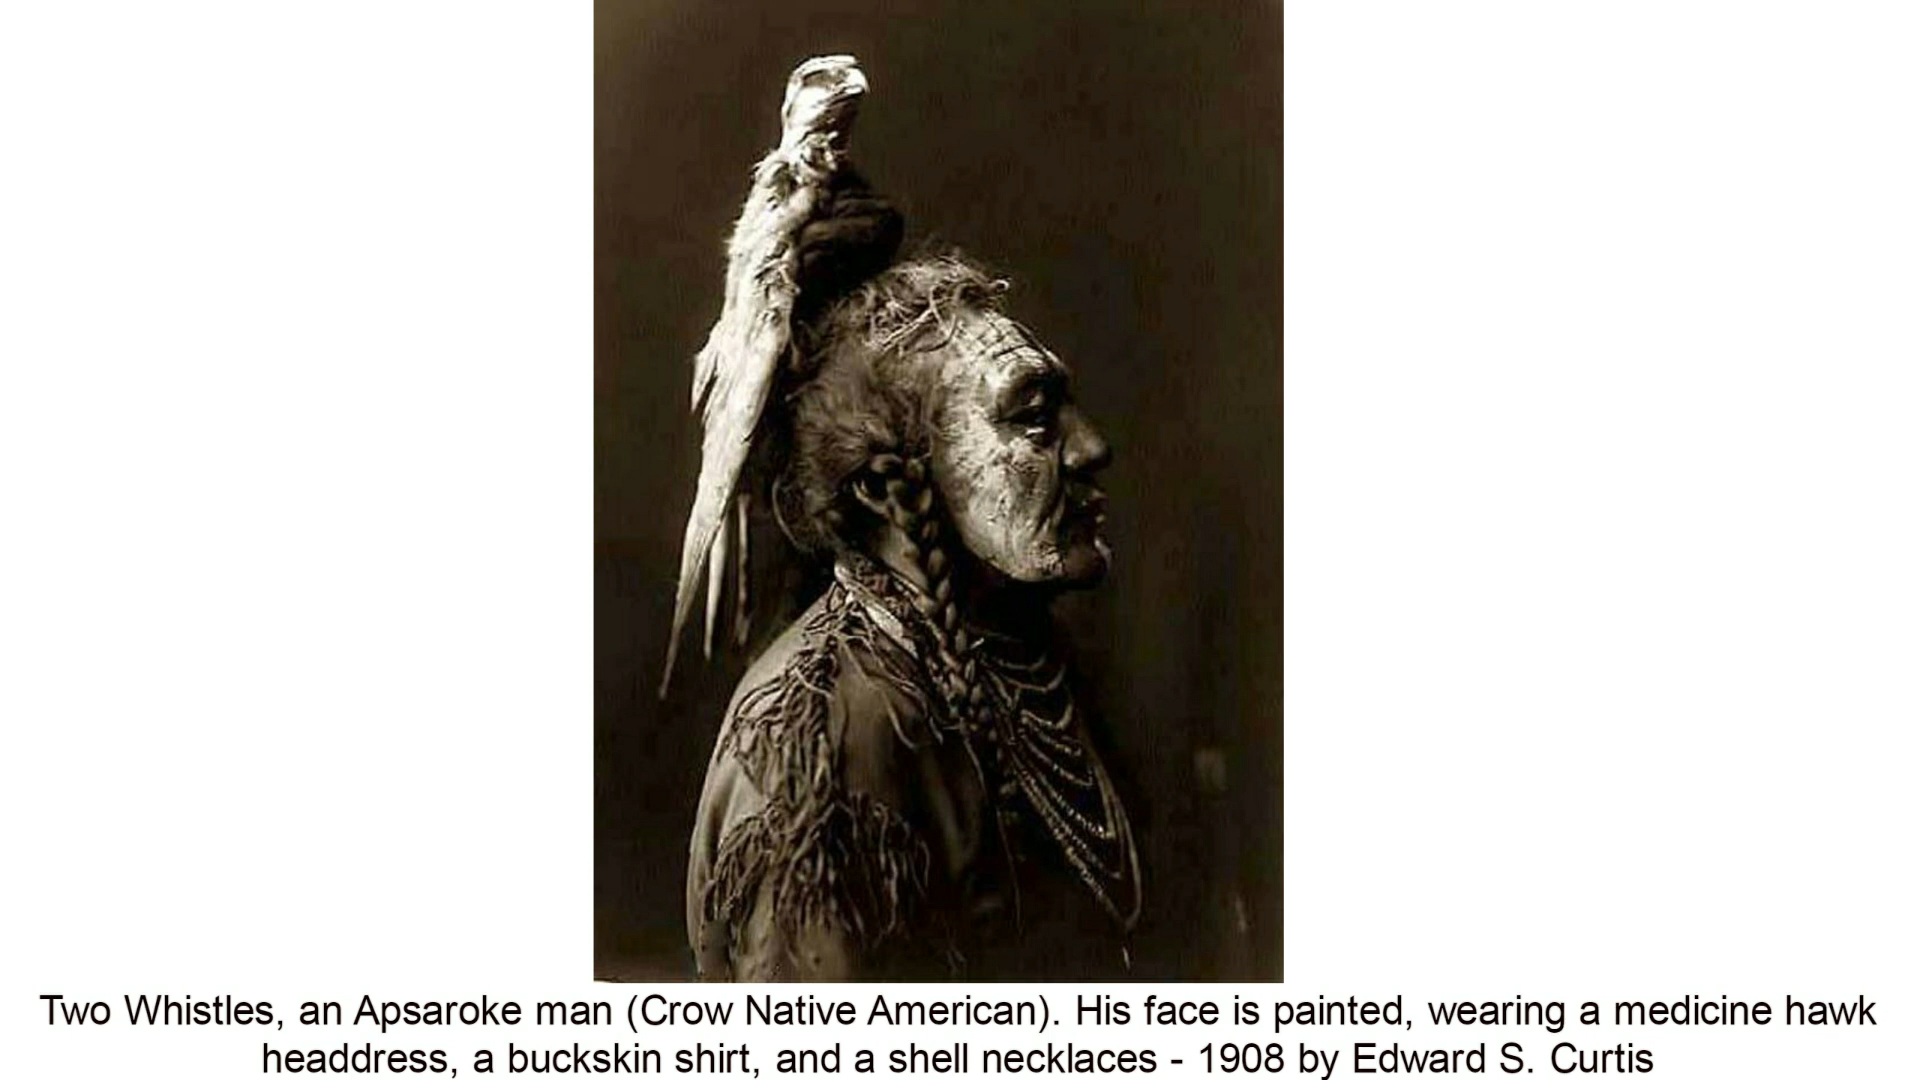 Two Whistles, an Apsaroke man (Crow Native American). His face is painted, wearing a medicine hawk
headdress, a buckskin shirt, and a shell necklaces - 1908 by Edward S. Curtis